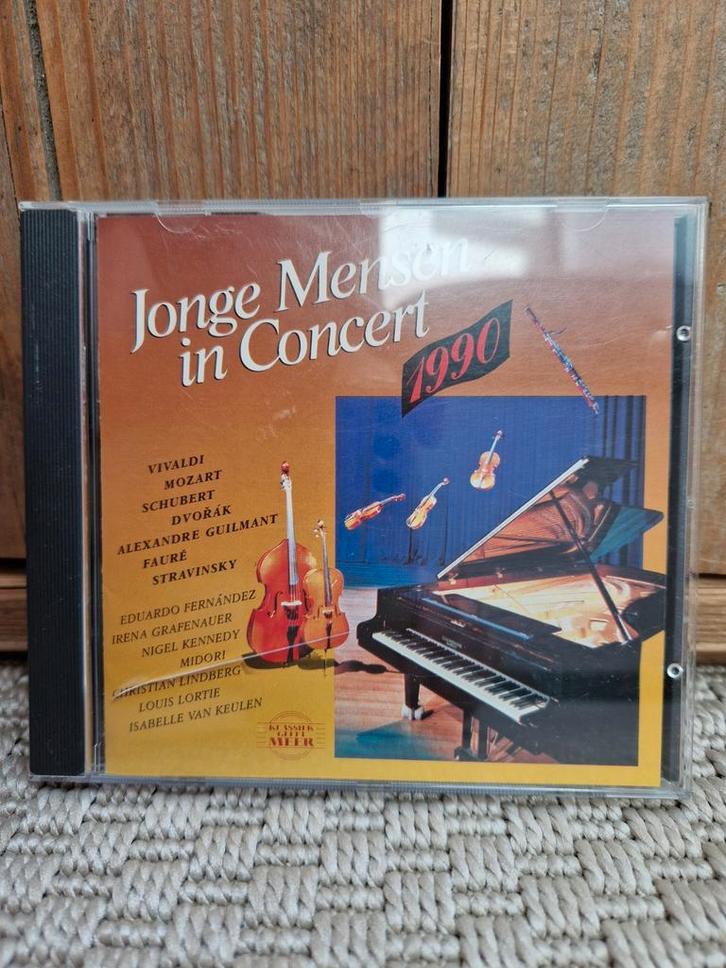 Jonge Mensen
in Concert
1990
VIVALDI
MOZART
SCHUBERT
DVOŘÁK
ALEXANDRE GUILMANT
FAURÉ
STRAVINSKY
EDUARDO FERNÁNDEZ
IRENA GRAFENAUER
NIGEL KENNEDY
MIDORI
CHRISTIAN LINDBERG
LOUIS LORTIE
ISABELLE VAN KEULEN
KLASSIEK
GEEFT
MEER